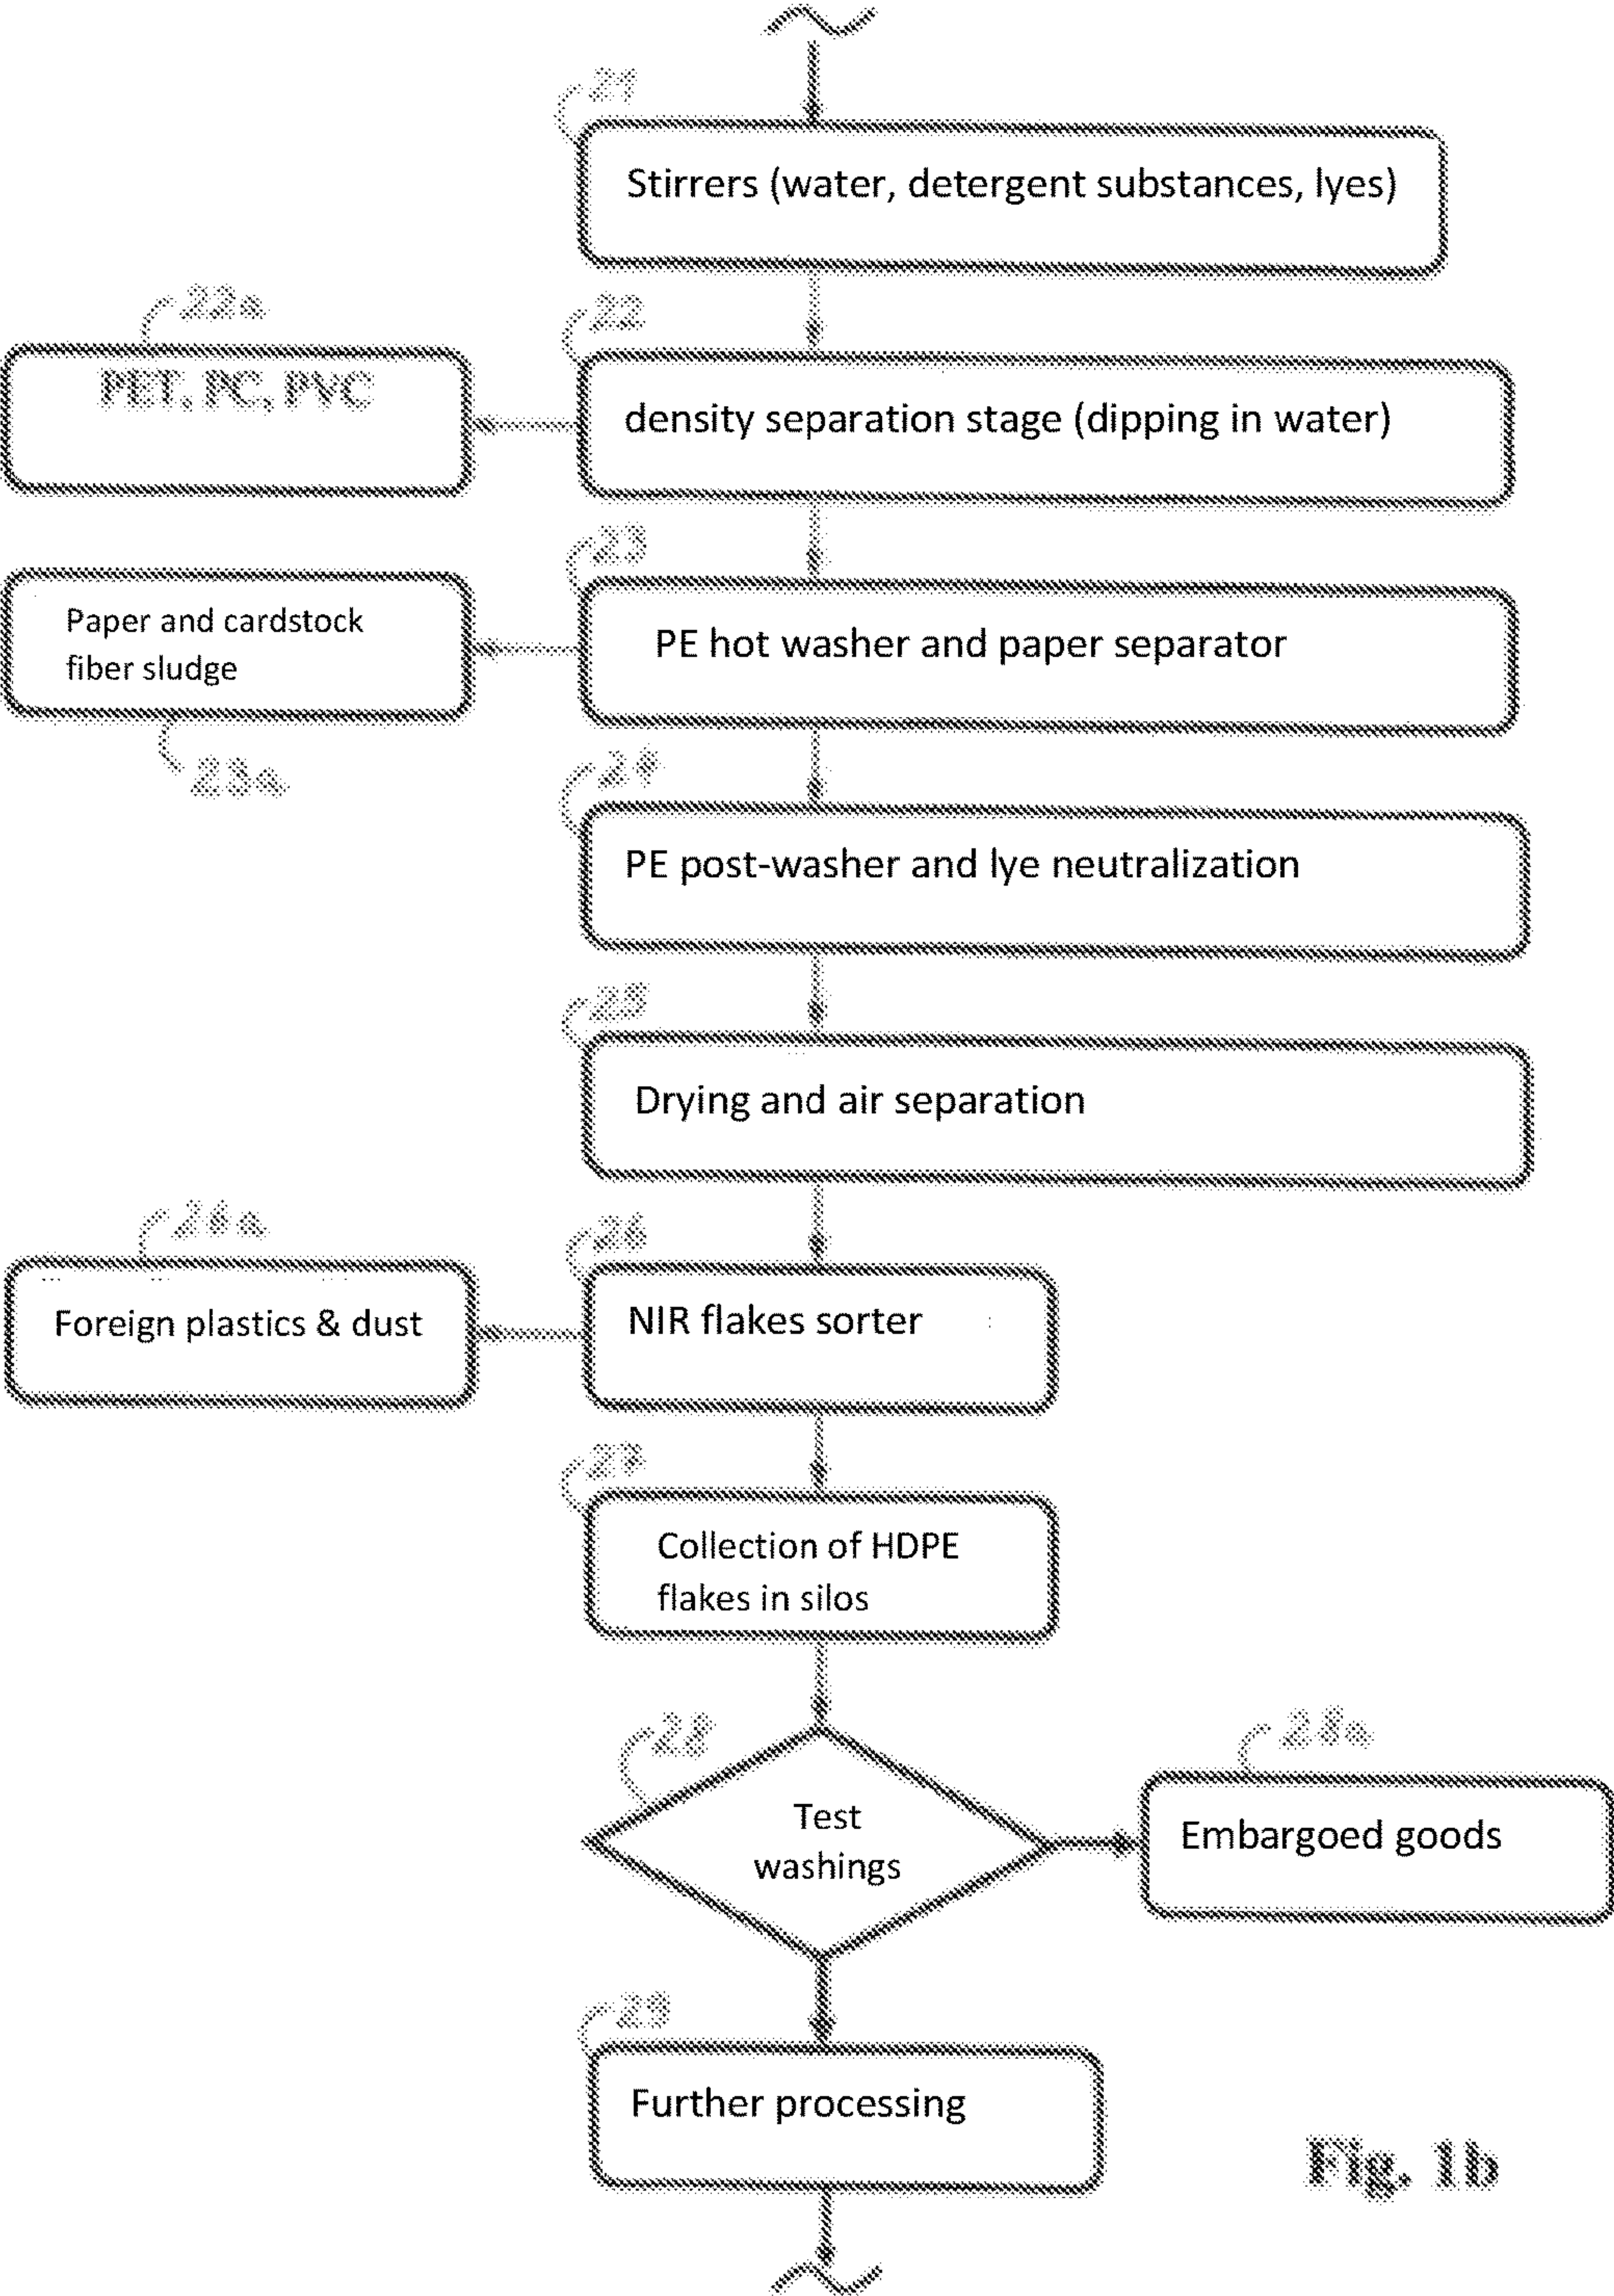 21
Stirrers (water, detergent substances, lyes)
22a
22
PET, PC, PVC
density separation stage (dipping in water)
23
Paper and cardstock
fiber sludge
PE hot washer and paper separator
23a
24
PE post-washer and lye neutralization
25
Drying and air separation
26a
26
Foreign plastics & dust
NIR flakes sorter
27
Collection of HDPE
flakes in silos
28
28a
Test
washings
Embargoed goods
29
Further processing
Fig. 1b